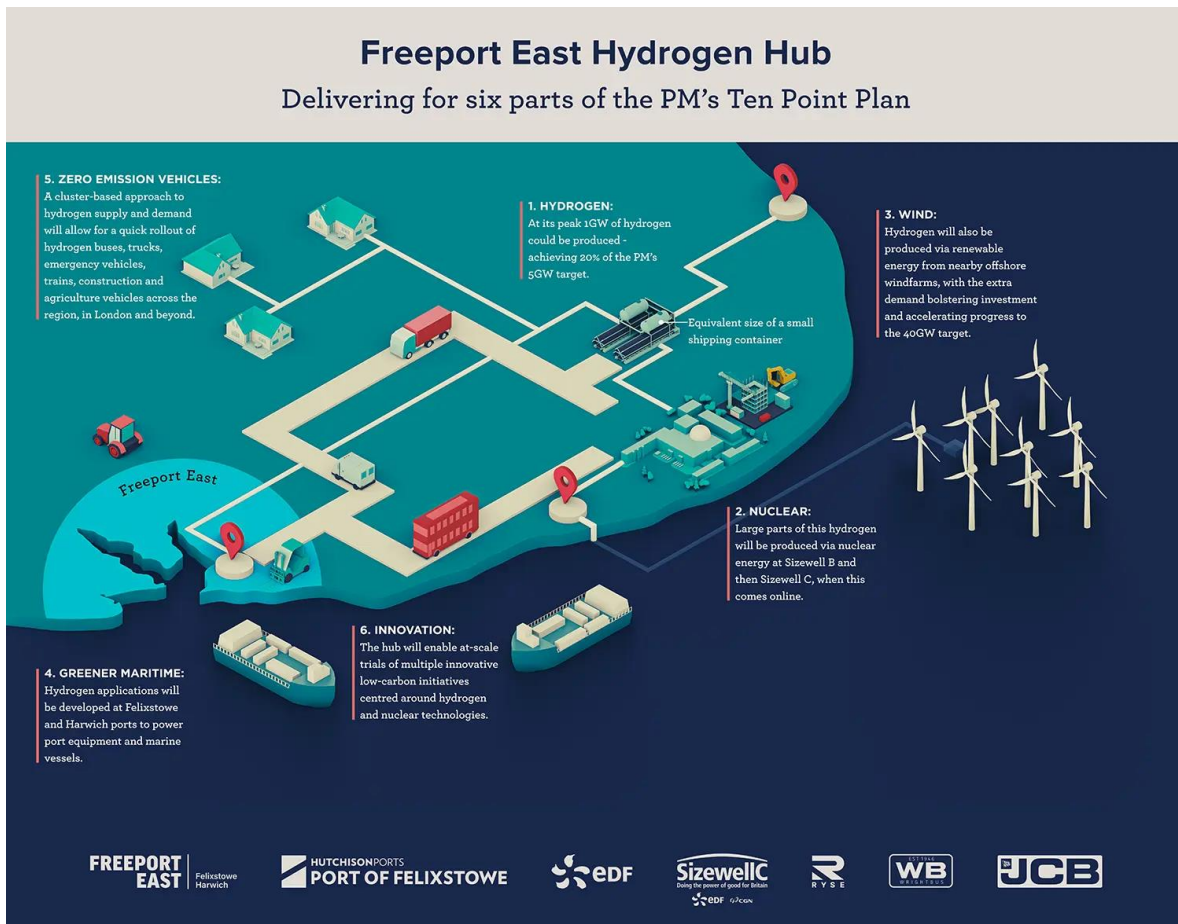 Freeport East Hydrogen Hub
Delivering for six parts of the PM's Ten Point Plan
5. ZERO EMISSION VEHICLES:
A cluster-based approach to
hydrogen supply and demand
will allow for a quick rollout of
hydrogen buses, trucks,
emergency vehicles,
trains, construction and
agriculture vehicles across the
region, in London and beyond.
1. HYDROGEN:
At its peak 1GW of hydrogen
could be produced -
achieving 20% of the PM's
5GW target.
3. WIND:
Hydrogen will also be
produced via renewable
energy from nearby offshore
windfarms, with the extra
demand bolstering investment
and accelerating progress to
the 40GW target.
Equivalent size of a small
shipping container
Freeport East
2. NUCLEAR:
Large parts of this hydrogen
will be produced via nuclear
energy at Sizewell B and
then Sizewell C, when this
comes online.
6. INNOVATION:
The hub will enable at-scale
trials of multiple innovative
low-carbon initiatives
centred around hydrogen
and nuclear technologies.
4. GREENER MARITIME:
Hydrogen applications will
be developed at Felixstowe
and Harwich ports to power
port equipment and marine
vessels.
FREEPORT
EAST
Felixstowe
Harwich
HUTCHISONPORTS
PORT OF FELIXSTOWE
eDF
SizewellC
Doing the power of good for Britain
eDF CGN
RYSE
EST 1946
WB
WRIGHTBUS
JCB